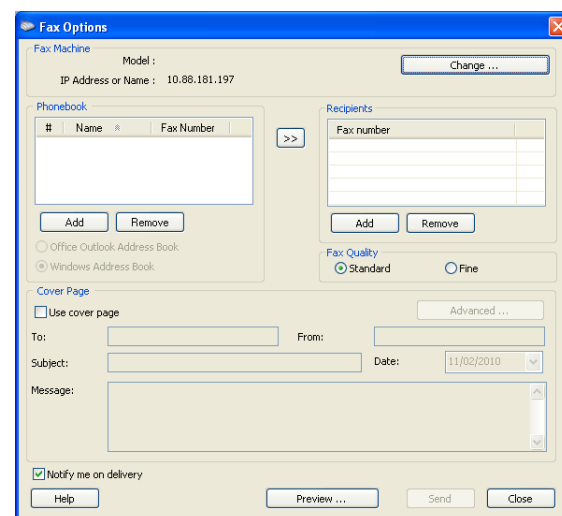 Fax Options
Fax Machine
Model :
Change ...
IP Address or Name : 10.88.181.197
Phonebook
Recipients
# Name Fax Number
>>
Fax number
Add Remove
Add Remove
Office Outlook Address Book
Windows Address Book
Fax Quality
Standard Fine
Cover Page
Use cover page
Advanced ...
To: From:
Subject: Date: 11/02/2010
Message:
Notify me on delivery
Help Preview ... Send Close